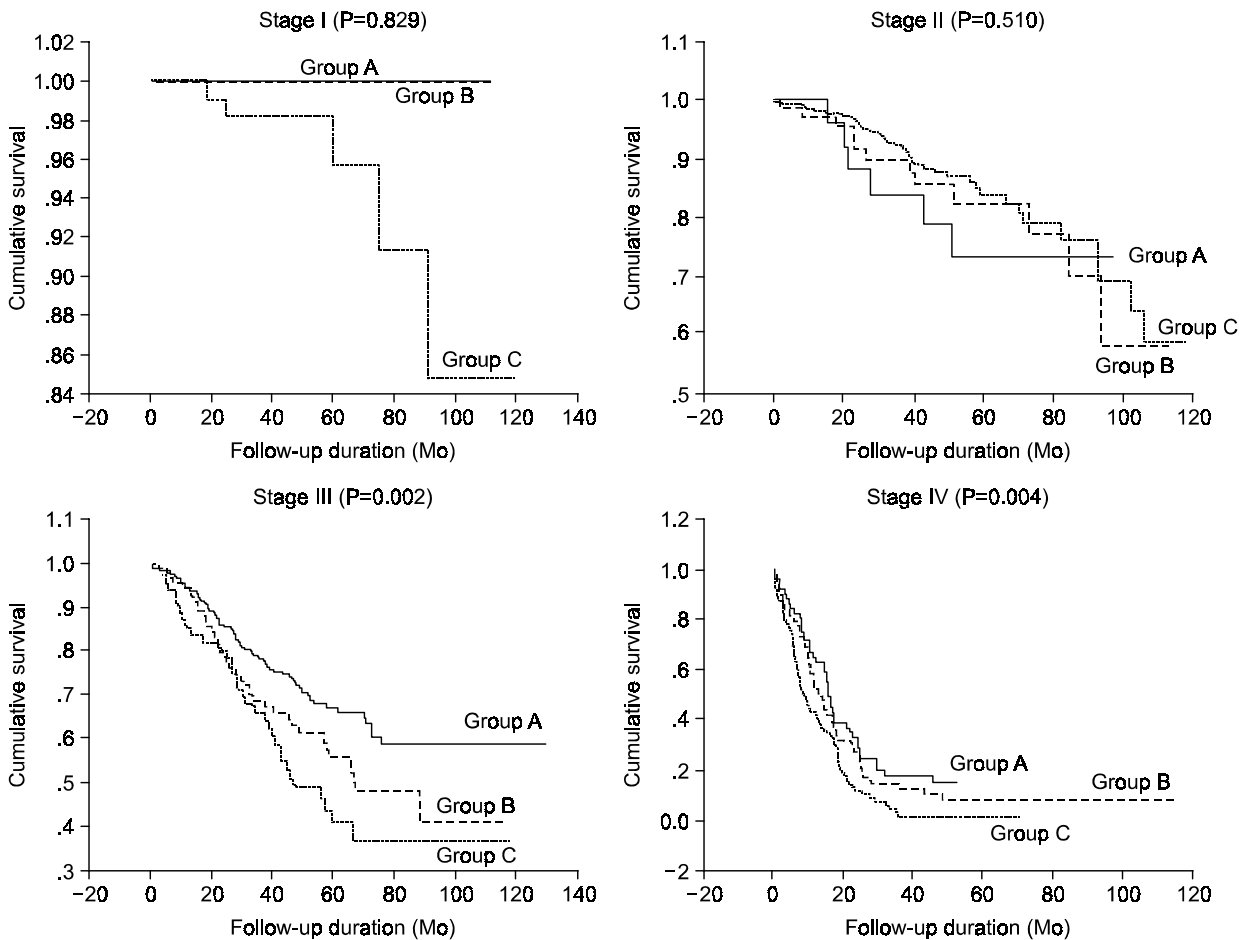 Stage I (P=0.829)
1.02
1.00
.98
.96
.94
.92
.90
.88
.86
.84
Cumulative survival
Group A
Group B
Group C
−20 0 20 40 60 80 100 120 140
Follow-up duration (Mo)
Stage II (P=0.510)
1.1
1.0
.9
.8
.7
.6
.5
Cumulative survival
Group A
Group C
Group B
−20 0 20 40 60 80 100 120
Follow-up duration (Mo)
Stage III (P=0.002)
1.1
1.0
.9
.8
.7
.6
.5
.4
.3
Cumulative survival
Group A
Group B
Group C
−20 0 20 40 60 80 100 120 140
Follow-up duration (Mo)
Stage IV (P=0.004)
1.2
1.0
.8
.6
.4
.2
0.0
−2
Cumulative survival
Group A
Group B
Group C
−20 0 20 40 60 80 100 120
Follow-up duration (Mo)